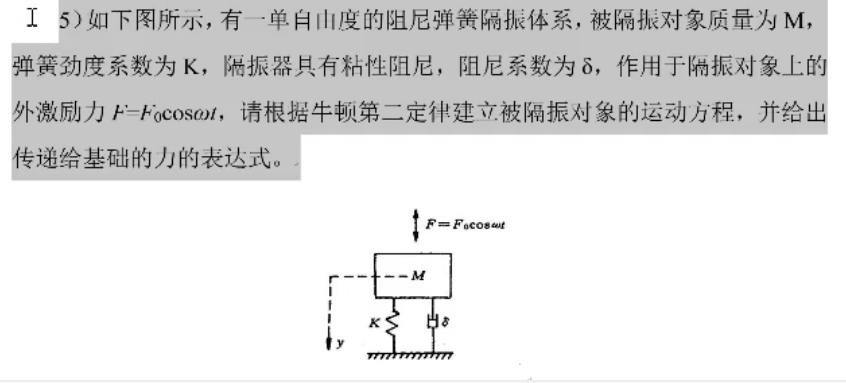 5)如下图所示,有一单自由度的阻尼弹簧隔振体系,被隔振对象质量为 M,
弹簧劲度系数为 K,隔振器具有粘性阻尼,阻尼系数为 δ,作用于隔振对象上的
外激励力 F=F₀cosωt,请根据牛顿第二定律建立被隔振对象的运动方程,并给出
传递给基础的力的表达式。
F=F₀cosωt
M
K
δ
y